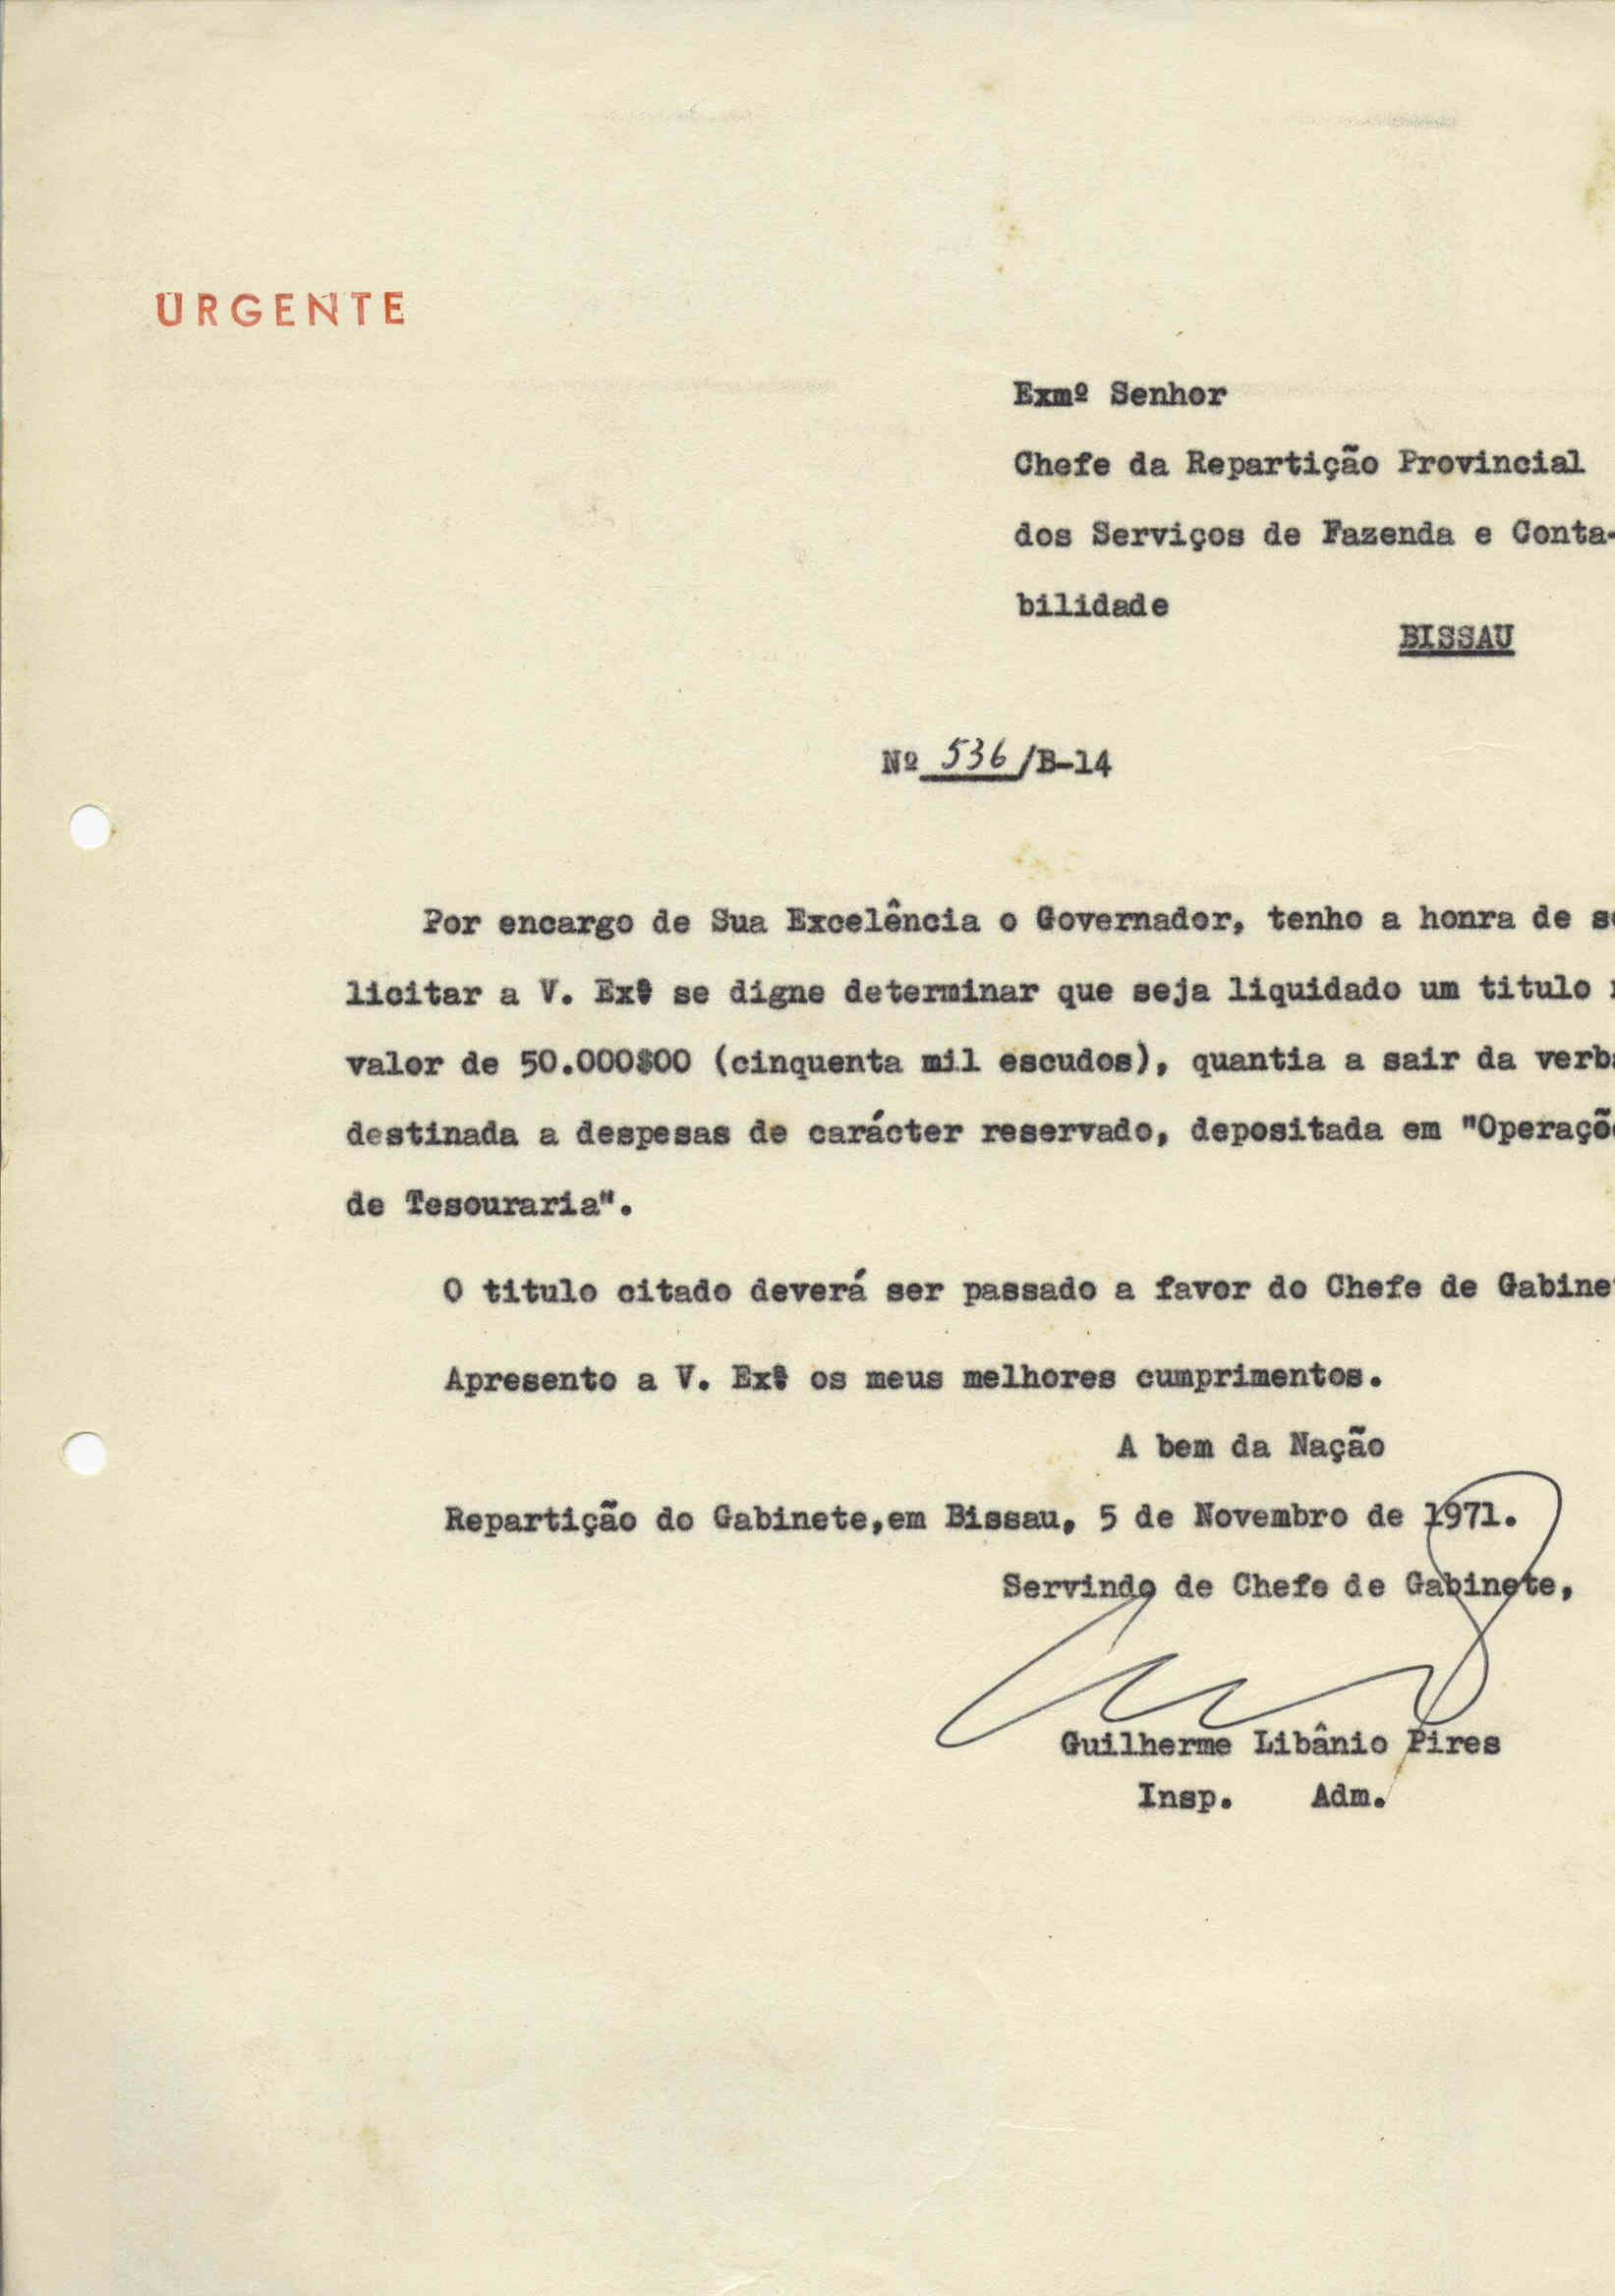 URGENTE
Exmº Senhor
Chefe da Repartição Provincial
dos Serviços de Fazenda e Conta-
bilidade
BISSAU
Nº 536/B-14
Por encargo de Sua Excelência o Governador, tenho a honra de so
licitar a V. Exª se digne determinar que seja liquidado um titulo
valor de 50.000$00 (cinquenta mil escudos), quantia a sair da verba
destinada a despesas de carácter reservado, depositada em "Operaçõe
de Tesouraria".
O titulo citado deverá ser passado a favor do Chefe de Gabine
Apresento a V. Exª os meus melhores cumprimentos.
A bem da Nação
Repartição do Gabinete,em Bissau, 5 de Novembro de 1971.
Servindo de Chefe de Gabinete,
Guilherme Libânio Pires
Insp. Adm.